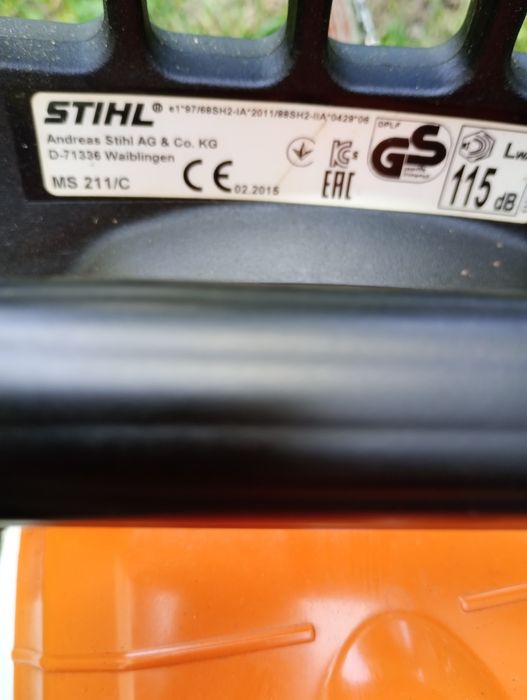 STIHL® e1*97/68SH2-IA*2011/88SH2-IIA*0429*06
Andreas Stihl AG & Co. KG
D-71336 Waiblingen
MS 211/C
CE 02.2015
EAC
DPLF
GS
115 dB